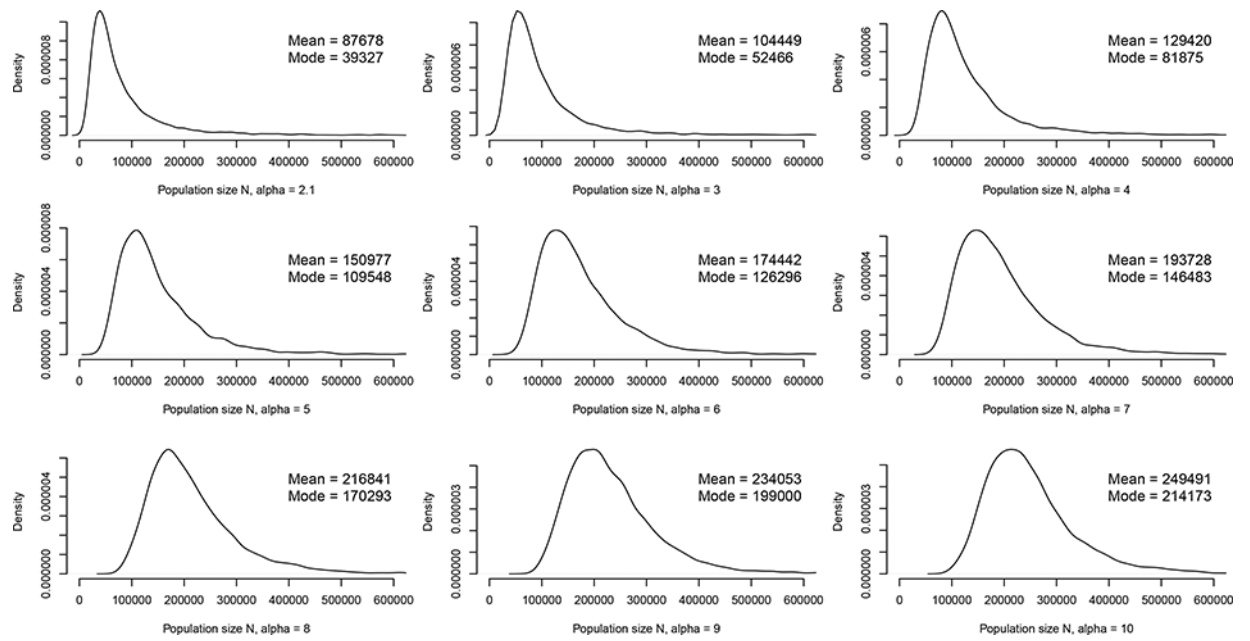 Density
0.000000 0.000008
Mean = 87678
Mode = 39327
0 100000 200000 300000 400000 500000 600000
Population size N, alpha = 2.1
Density
0.000000 0.000006
Mean = 104449
Mode = 52466
0 100000 200000 300000 400000 500000 600000
Population size N, alpha = 3
Density
0.000000 0.000006
Mean = 129420
Mode = 81875
0 100000 200000 300000 400000 500000 600000
Population size N, alpha = 4
Density
0.000000 0.000004 0.000008
Mean = 150977
Mode = 109548
0 100000 200000 300000 400000 500000 600000
Population size N, alpha = 5
Density
0.000000 0.000004
Mean = 174442
Mode = 126296
0 100000 200000 300000 400000 500000 600000
Population size N, alpha = 6
Density
0.000000 0.000004
Mean = 193728
Mode = 146483
0 100000 200000 300000 400000 500000 600000
Population size N, alpha = 7
Density
0.000000 0.000004
Mean = 216841
Mode = 170293
0 100000 200000 300000 400000 500000 600000
Population size N, alpha = 8
Density
0.000000 0.000003
Mean = 234053
Mode = 199000
0 100000 200000 300000 400000 500000 600000
Population size N, alpha = 9
Density
0.000000 0.000003
Mean = 249491
Mode = 214173
0 100000 200000 300000 400000 500000 600000
Population size N, alpha = 10